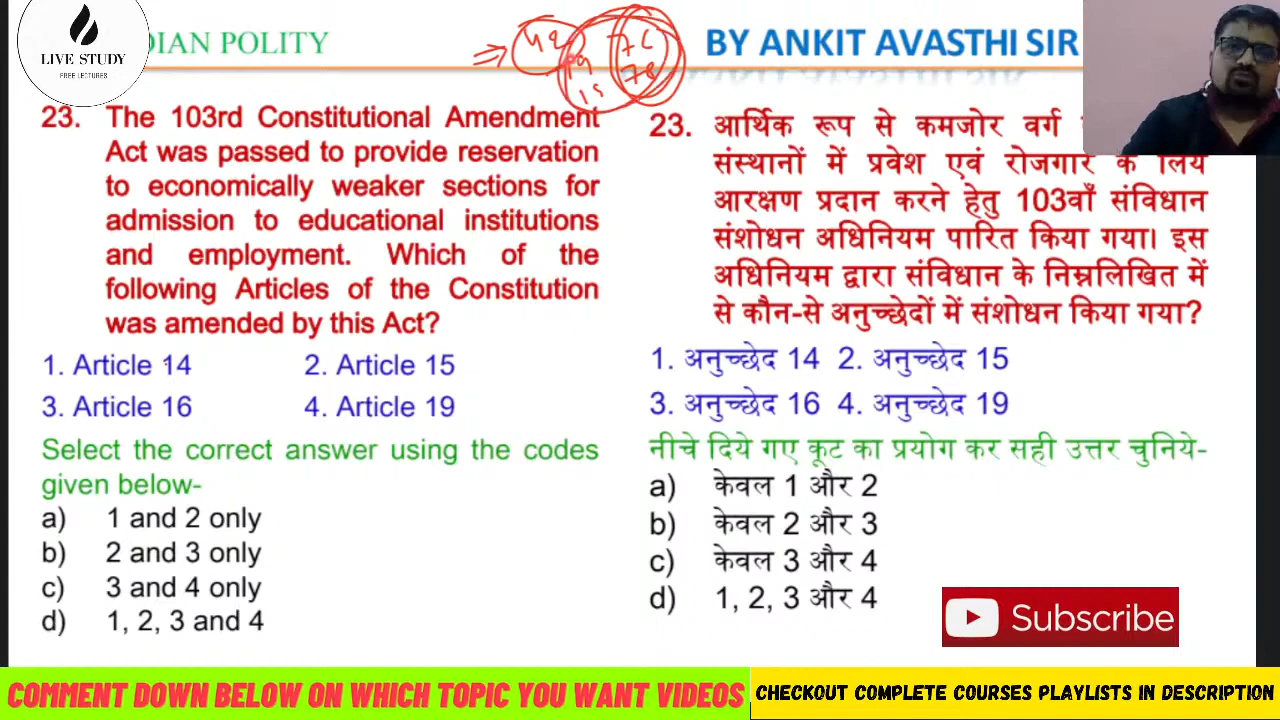 LIVE STUDY
FREE LECTURES
DIAN POLITY
42
76
78
19
15
BY ANKIT AVASTHI SIR
23. The 103rd Constitutional Amendment
Act was passed to provide reservation
to economically weaker sections for
admission to educational institutions
and employment. Which of the
following Articles of the Constitution
was amended by this Act?
1. Article 14 2. Article 15
3. Article 16 4. Article 19
Select the correct answer using the codes
given below-
a) 1 and 2 only
b) 2 and 3 only
c) 3 and 4 only
d) 1, 2, 3 and 4
23. आर्थिक रूप से कमजोर वर्ग
संस्थानों में प्रवेश एवं रोजगार के लिये
आरक्षण प्रदान करने हेतु 103वाँ संविधान
संशोधन अधिनियम पारित किया गया। इस
अधिनियम द्वारा संविधान के निम्नलिखित में
से कौन-से अनुच्छेदों में संशोधन किया गया?
1. अनुच्छेद 14 2. अनुच्छेद 15
3. अनुच्छेद 16 4. अनुच्छेद 19
नीचे दिये गए कूट का प्रयोग कर सही उत्तर चुनिये-
a) केवल 1 और 2
b) केवल 2 और 3
c) केवल 3 और 4
d) 1, 2, 3 और 4
Subscribe
COMMENT DOWN BELOW ON WHICH TOPIC YOU WANT VIDEOS
CHECKOUT COMPLETE COURSES PLAYLISTS IN DESCRIPTION